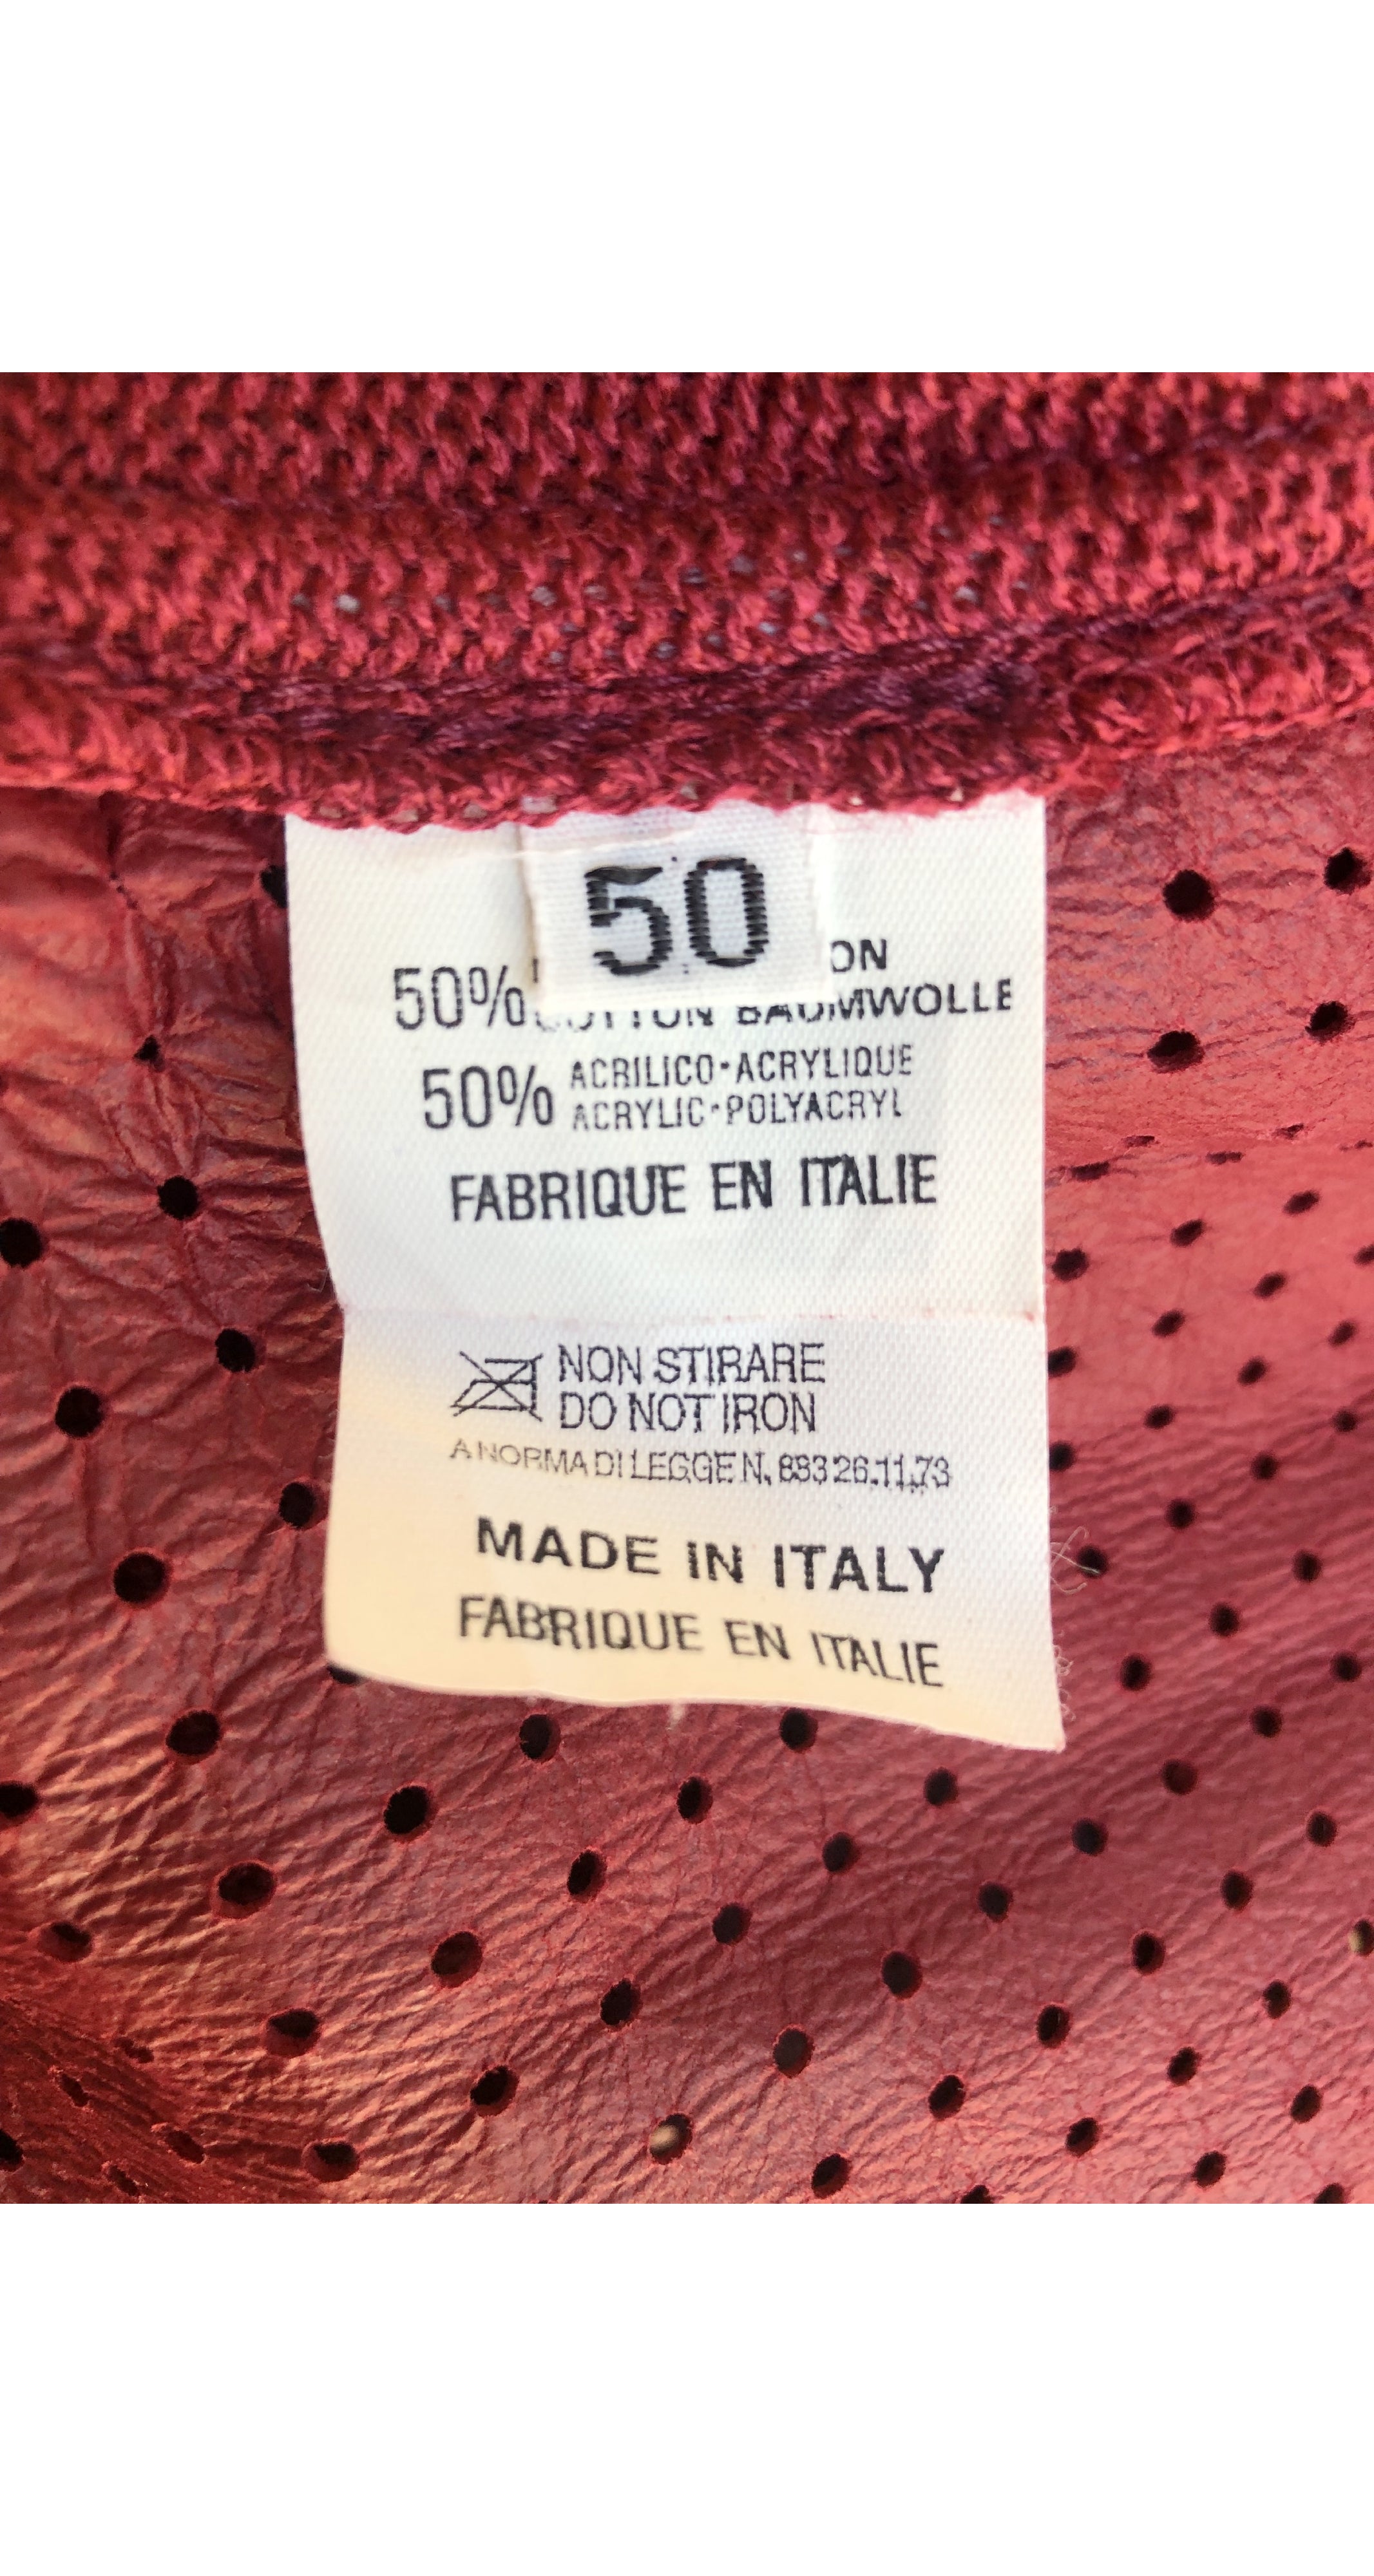 50
ON
50% COTTON BAUMWOLLE
50% ACRILICO-ACRYLIQUE
ACRYLIC-POLYACRYL
FABRIQUE EN ITALIE
NON STIRARE
DO NOT IRON
A NORMA DI LEGGE N. 883 26.11.73
MADE IN ITALY
FABRIQUE EN ITALIE